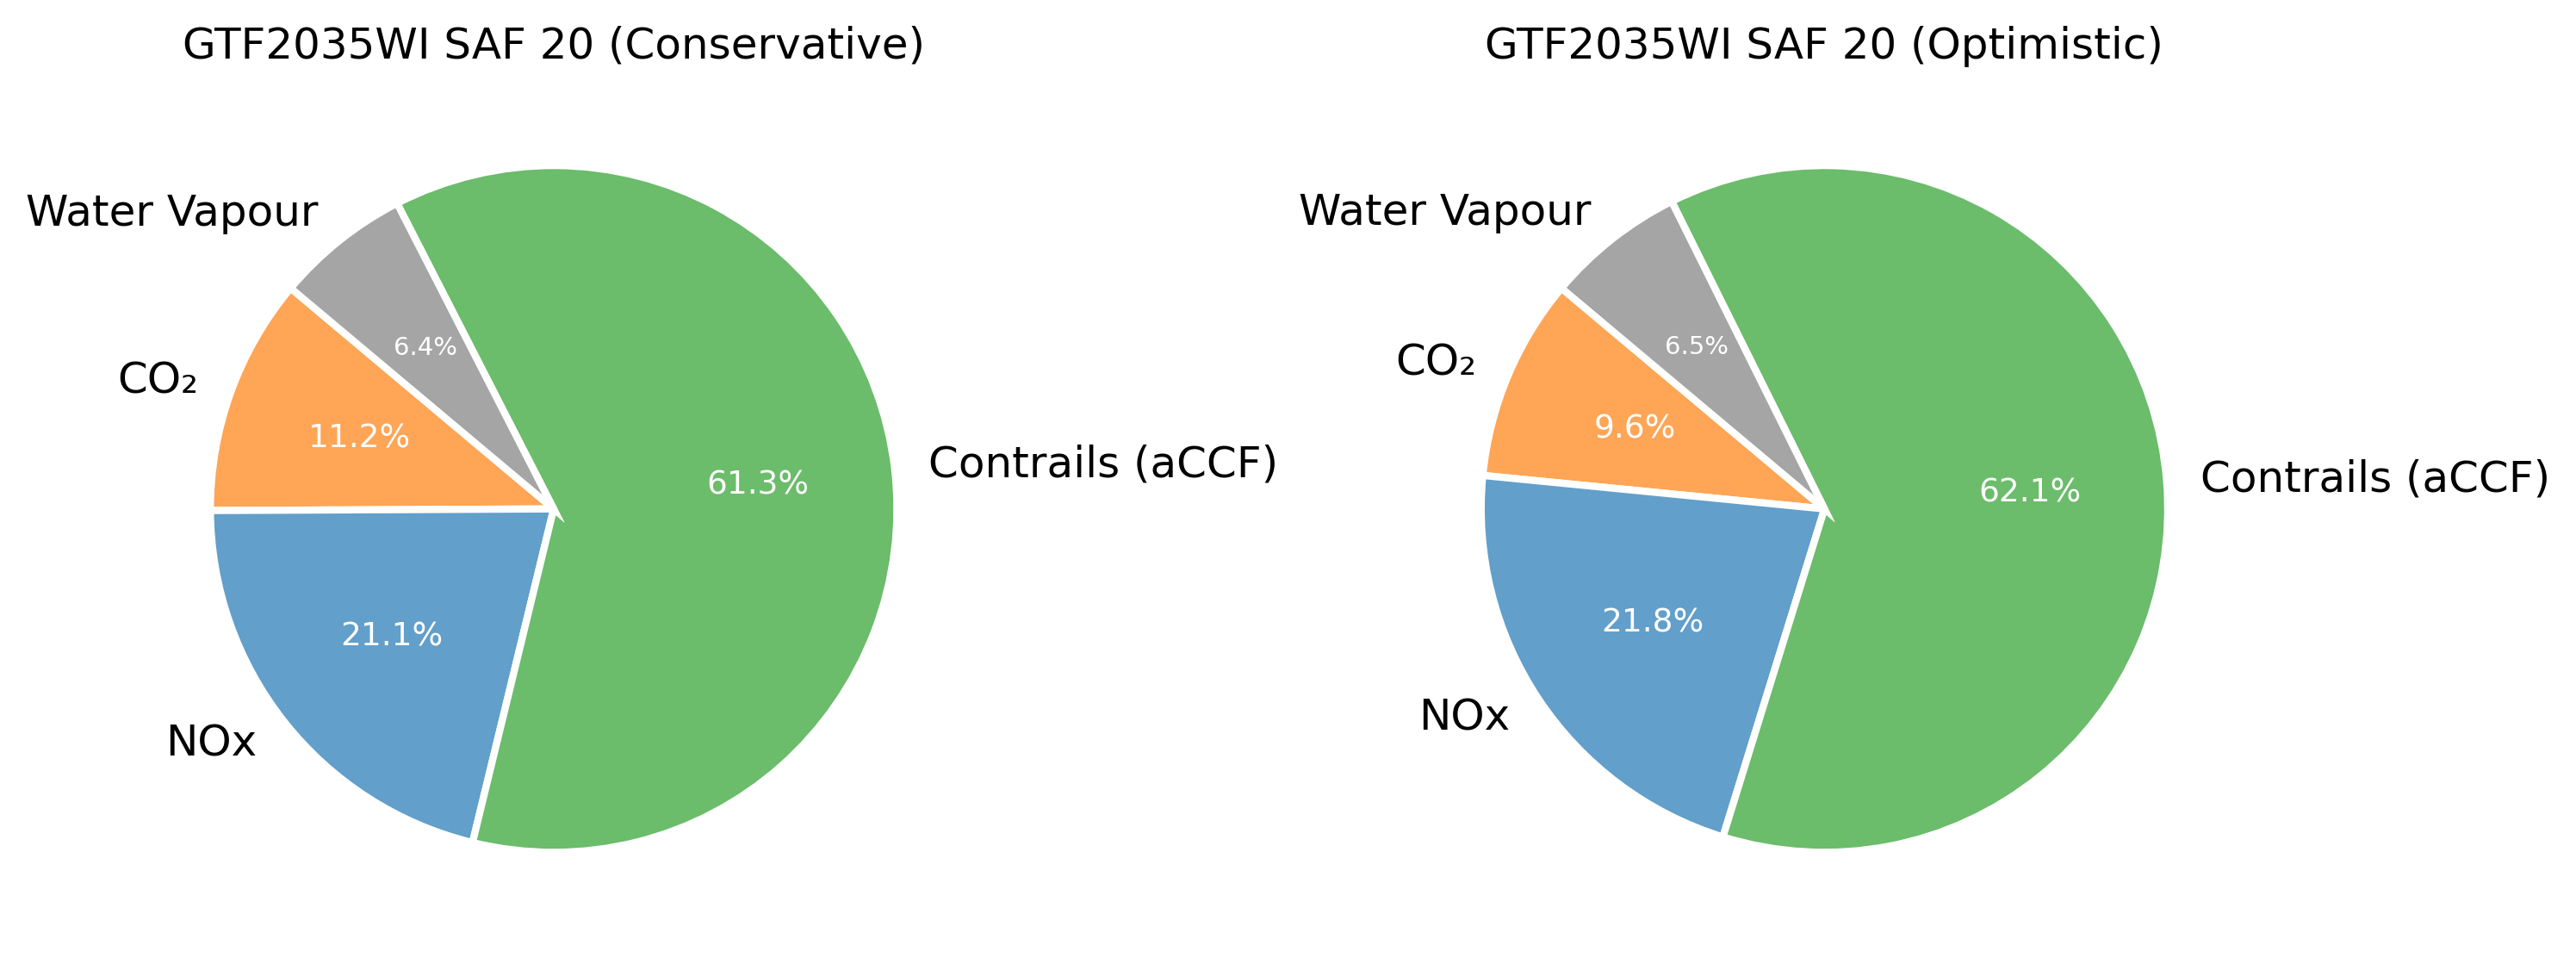 GTF2035WI SAF 20 (Conservative)
Water Vapour
6.4%
CO₂
11.2%
61.3%
Contrails (aCCF)
21.1%
NOx
GTF2035WI SAF 20 (Optimistic)
Water Vapour
6.5%
CO₂
9.6%
62.1%
Contrails (aCCF)
21.8%
NOx